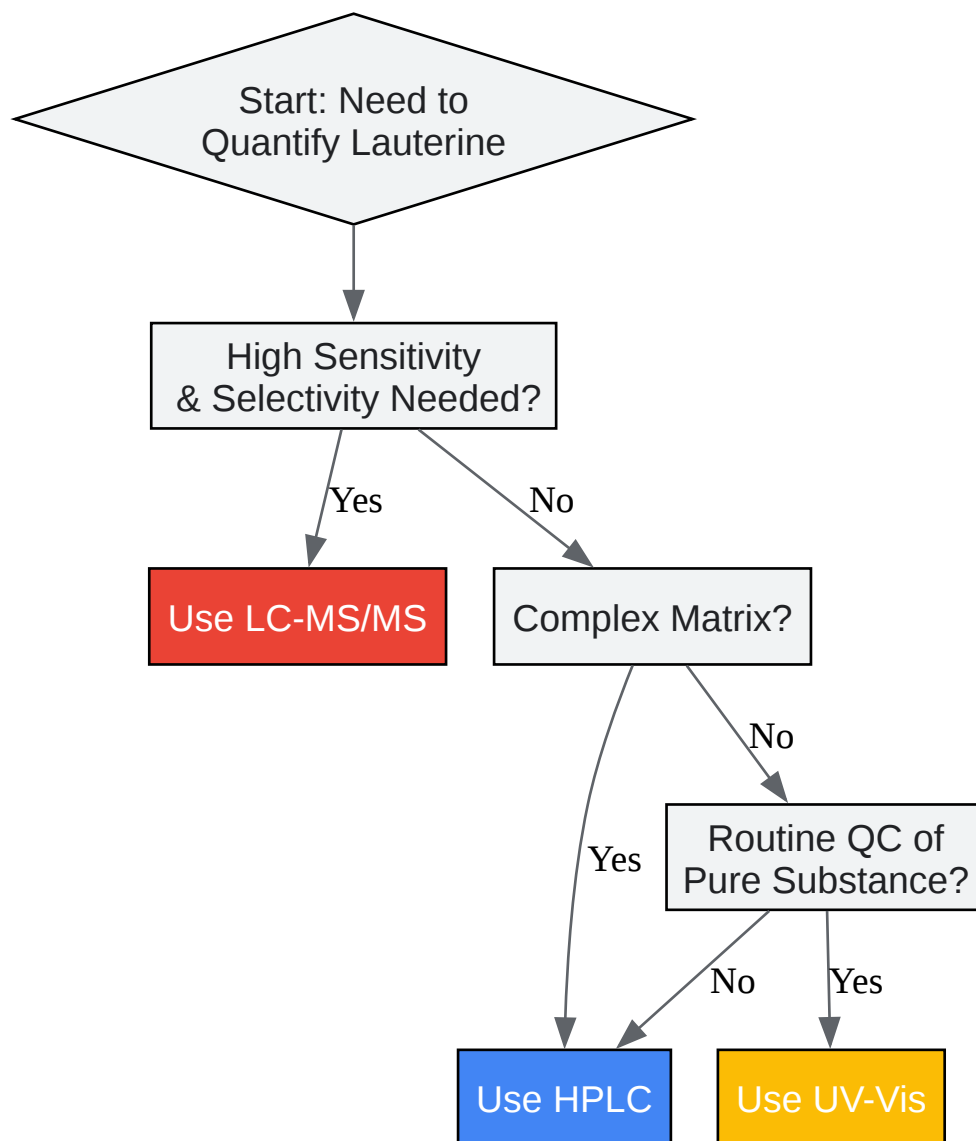 Start: Need to
Quantify Lauterine
High Sensitivity
& Selectivity Needed?
Yes
No
Use LC-MS/MS
Complex Matrix?
No
Yes
Routine QC of
Pure Substance?
No
Yes
Use HPLC
Use UV-Vis